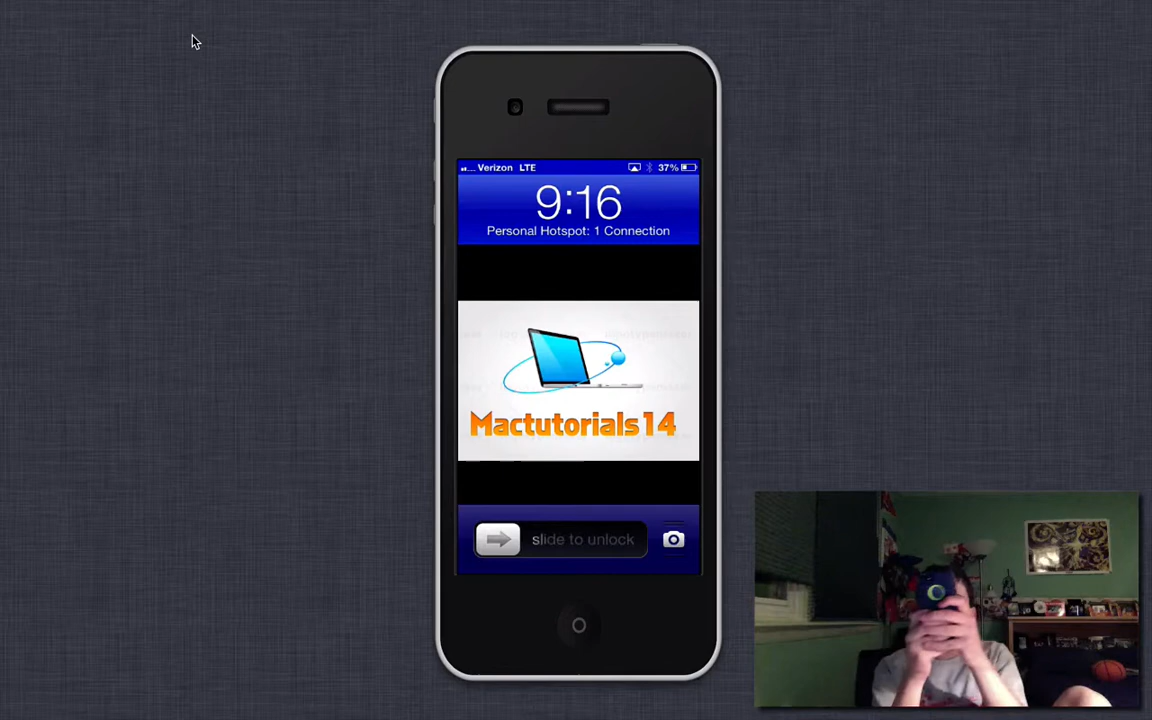 Verizon LTE 37%
9:16
Personal Hotspot: 1 Connection
Mactutorials14
slide to unlock